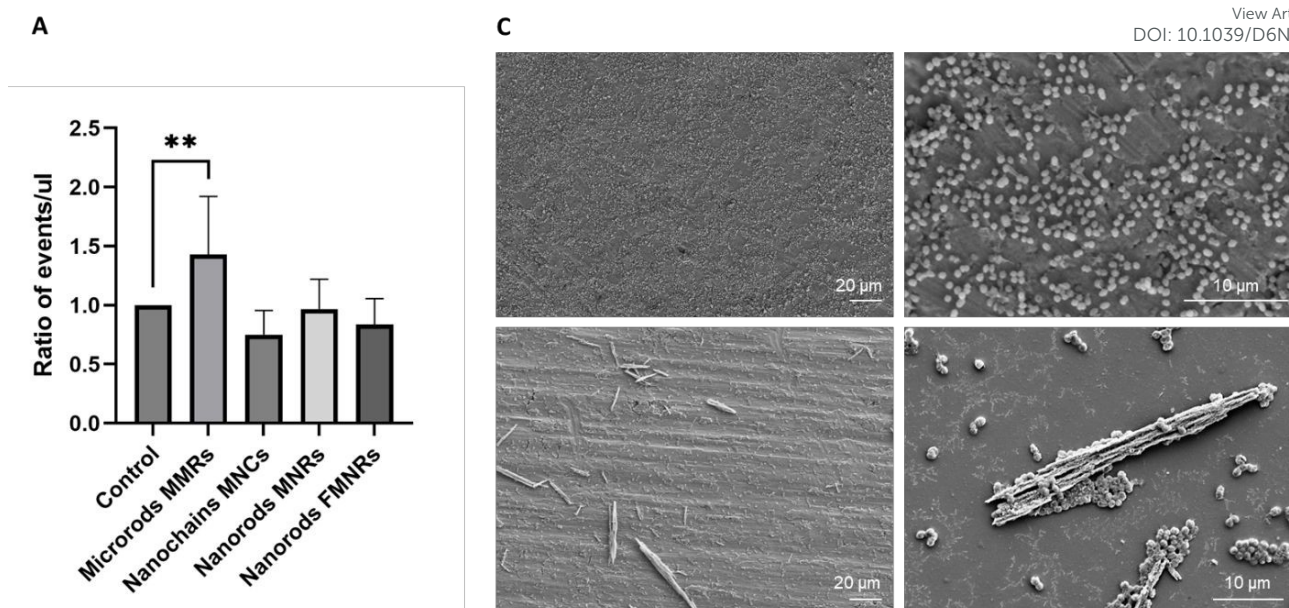 A
C
View Art
DOI: 10.1039/D6N
Ratio of events/ul
2.5
2.0
1.5
1.0
0.5
0.0
**
Control
Microrods MMRs
Nanochains MNCs
Nanorods MNRs
Nanorods FMNRs
20 µm
10 µm
20 µm
10 µm